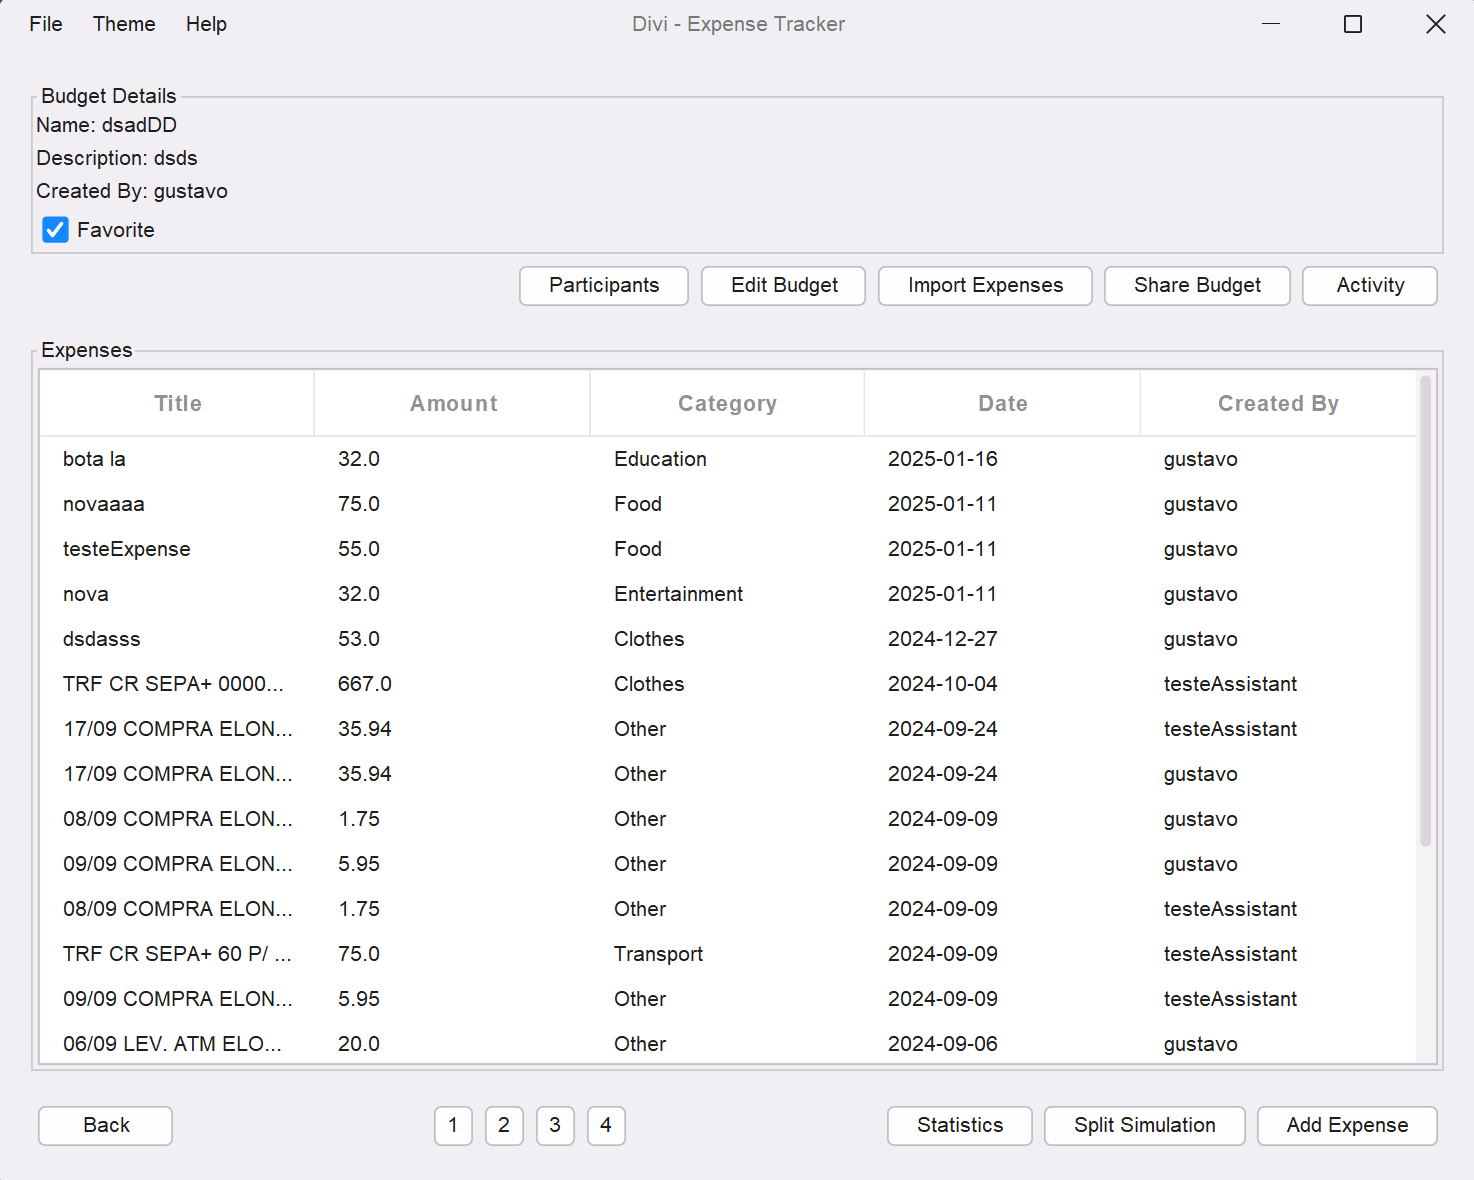 File Theme Help Divi - Expense Tracker
Budget Details
Name: dsadDD
Description: dsds
Created By: gustavo
Favorite
Participants Edit Budget Import Expenses Share Budget Activity
Expenses
Title Amount Category Date Created By
bota la 32.0 Education 2025-01-16 gustavo
novaaaa 75.0 Food 2025-01-11 gustavo
testeExpense 55.0 Food 2025-01-11 gustavo
nova 32.0 Entertainment 2025-01-11 gustavo
dsdasss 53.0 Clothes 2024-12-27 gustavo
TRF CR SEPA+ 0000... 667.0 Clothes 2024-10-04 testeAssistant
17/09 COMPRA ELON... 35.94 Other 2024-09-24 testeAssistant
17/09 COMPRA ELON... 35.94 Other 2024-09-24 gustavo
08/09 COMPRA ELON... 1.75 Other 2024-09-09 gustavo
09/09 COMPRA ELON... 5.95 Other 2024-09-09 gustavo
08/09 COMPRA ELON... 1.75 Other 2024-09-09 testeAssistant
TRF CR SEPA+ 60 P/ ... 75.0 Transport 2024-09-09 testeAssistant
09/09 COMPRA ELON... 5.95 Other 2024-09-09 testeAssistant
06/09 LEV. ATM ELO... 20.0 Other 2024-09-06 gustavo
Back 1 2 3 4 Statistics Split Simulation Add Expense